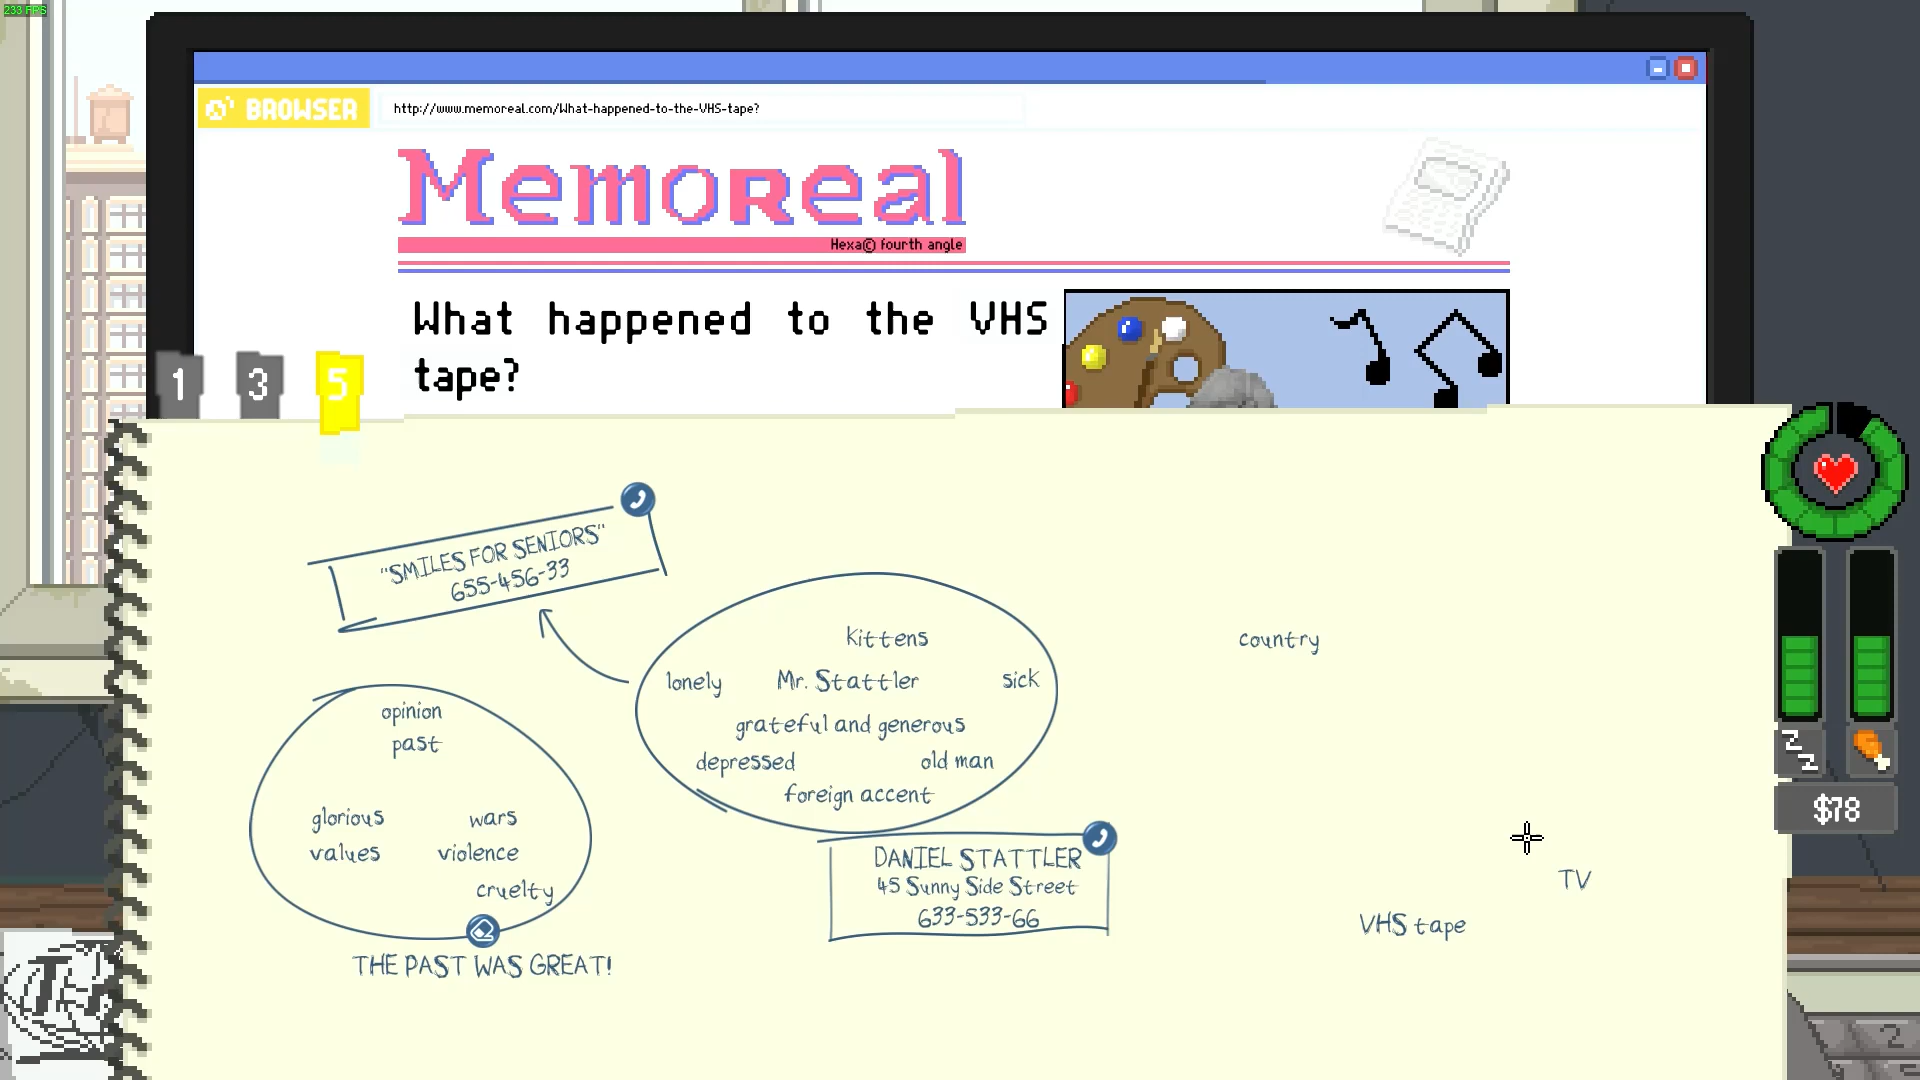 233 FPS
BROWSER
http://www.memoreal.com/What-happened-to-the-VHS-tape?
Memoreal
Hexa© fourth angle
What happened to the VHS
tape?
1 3 5
"SMILES FOR SENIORS"
655-456-33
Kittens
lonely Mr. Stattler sick
grateful and generous
depressed old man
foreign accent
country
opinion
past
glorious wars
values violence
cruelty
THE PAST WAS GREAT!
DANIEL STATTLER
45 Sunny Side Street
633-533-66
TV
VHS tape
$78
2